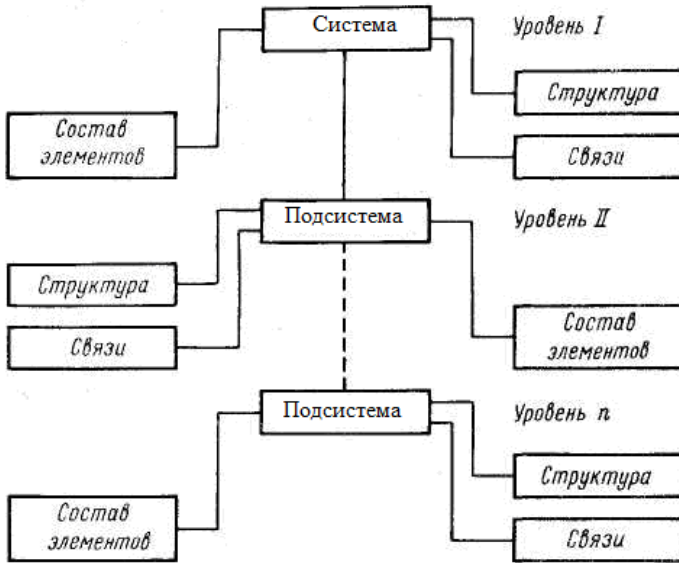 Система
Уровень I
Структура
Состав
элементов
Связи
Подсистема
Уровень II
Структура
Связи
Состав
элементов
Подсистема
Уровень n
Структура
Состав
элементов
Связи